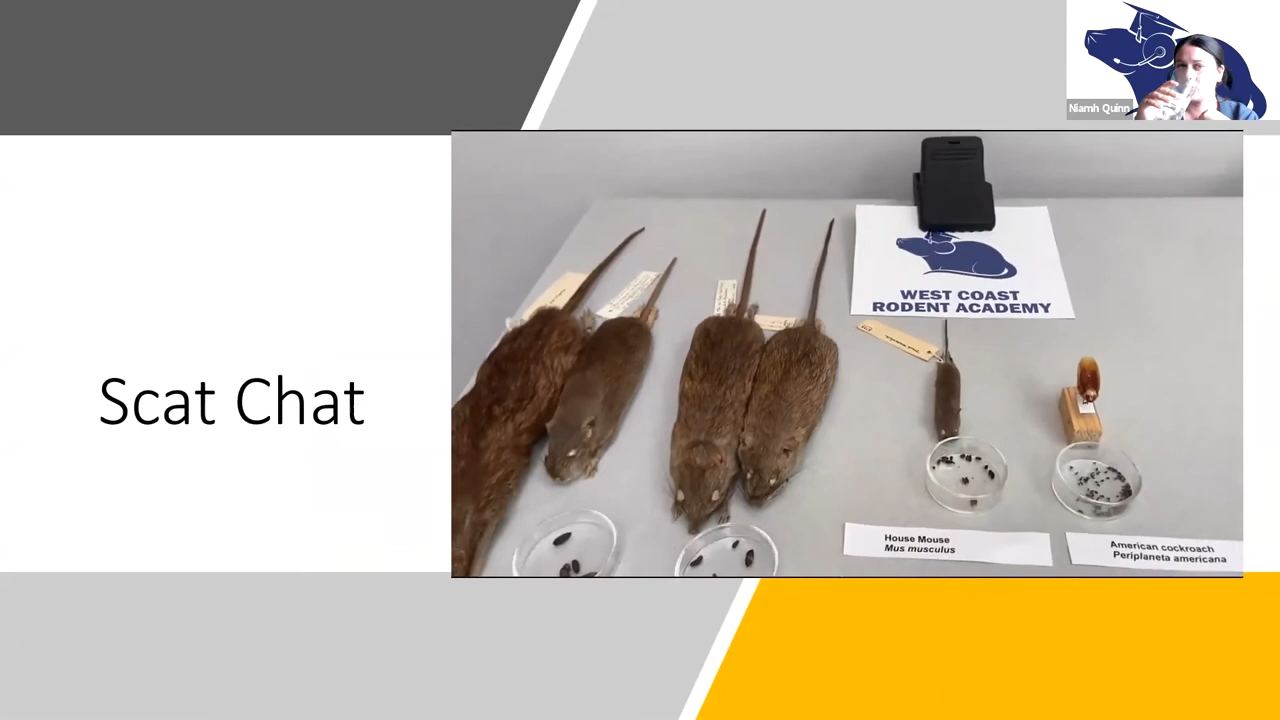 Niamh Quinn
Scat Chat
WEST COAST
RODENT ACADEMY
House Mouse
Mus musculus
American cockroach
Periplaneta americana